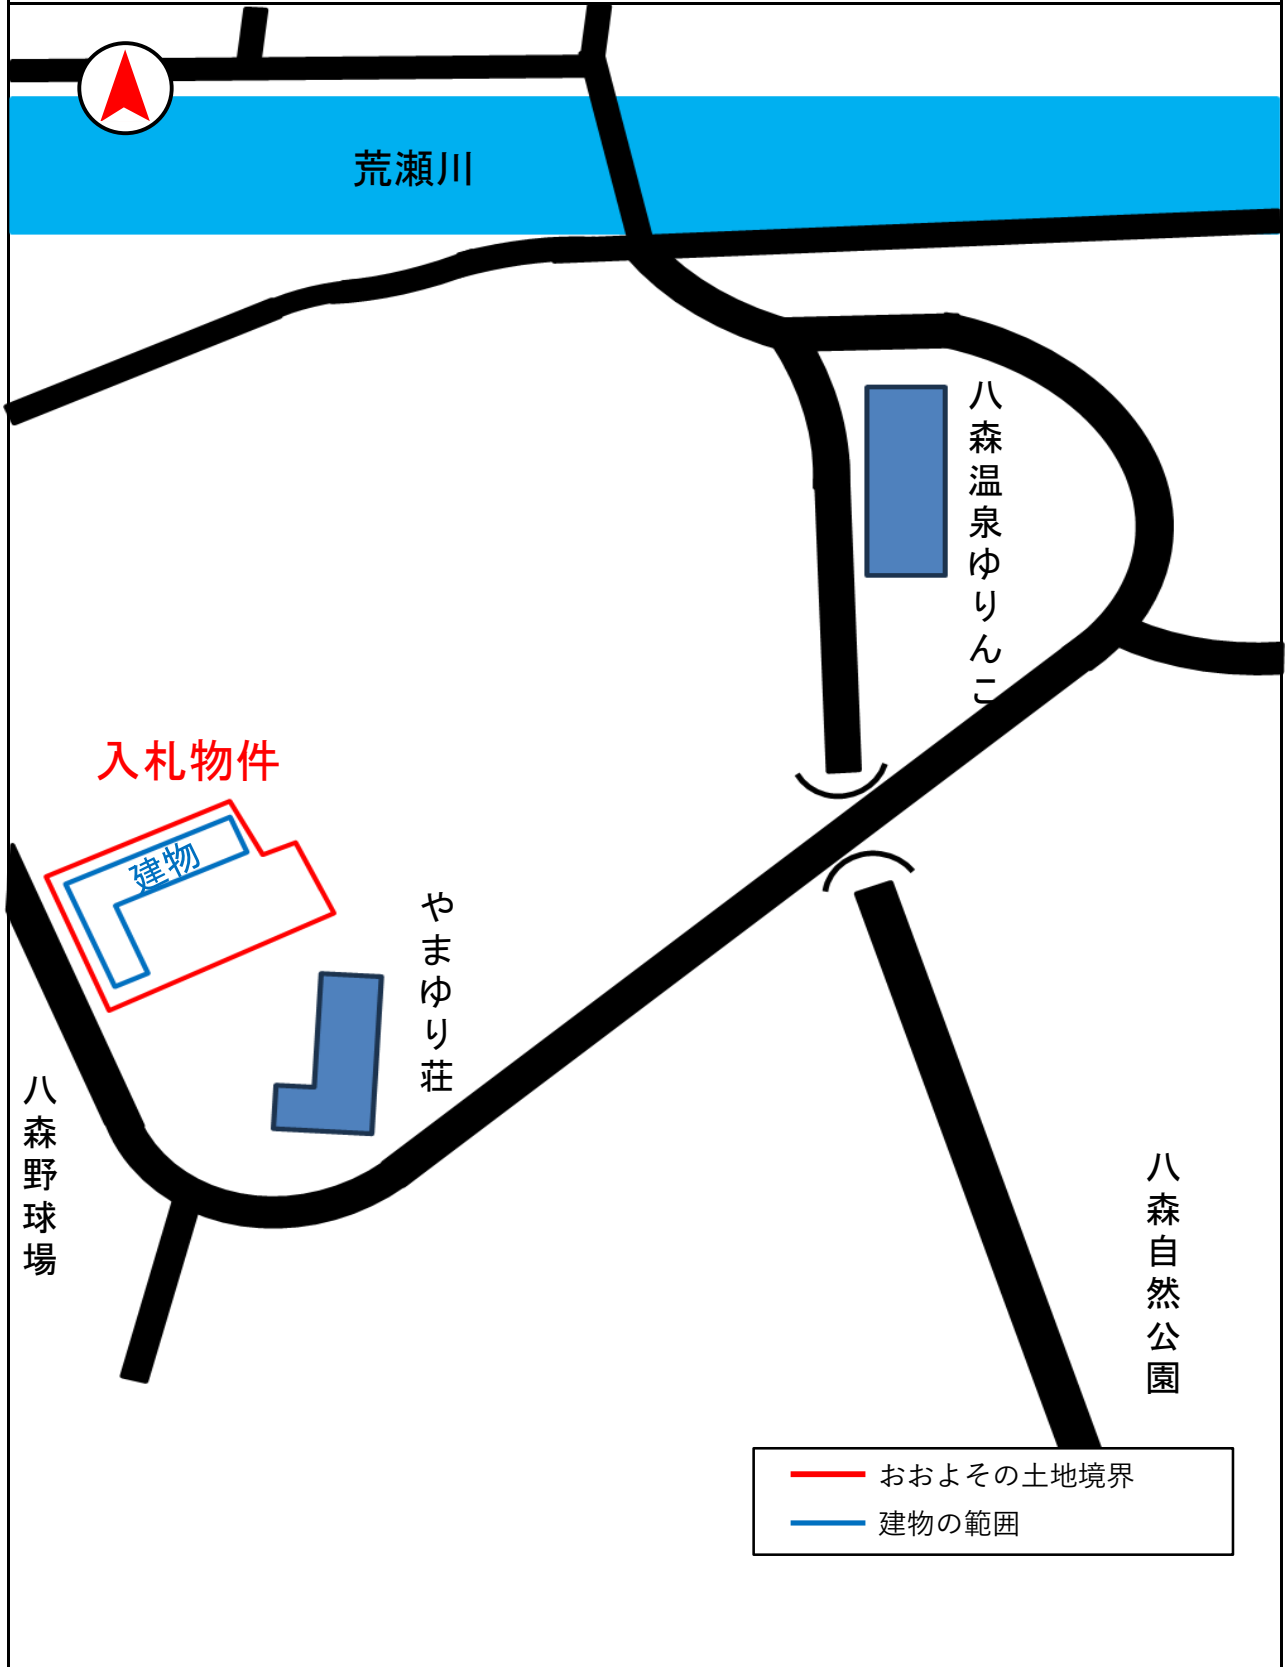 荒瀬川
八森温泉ゆりんこ
入札物件
建物
やまゆり荘
八森野球場
八森自然公園
おおよその土地境界
建物の範囲